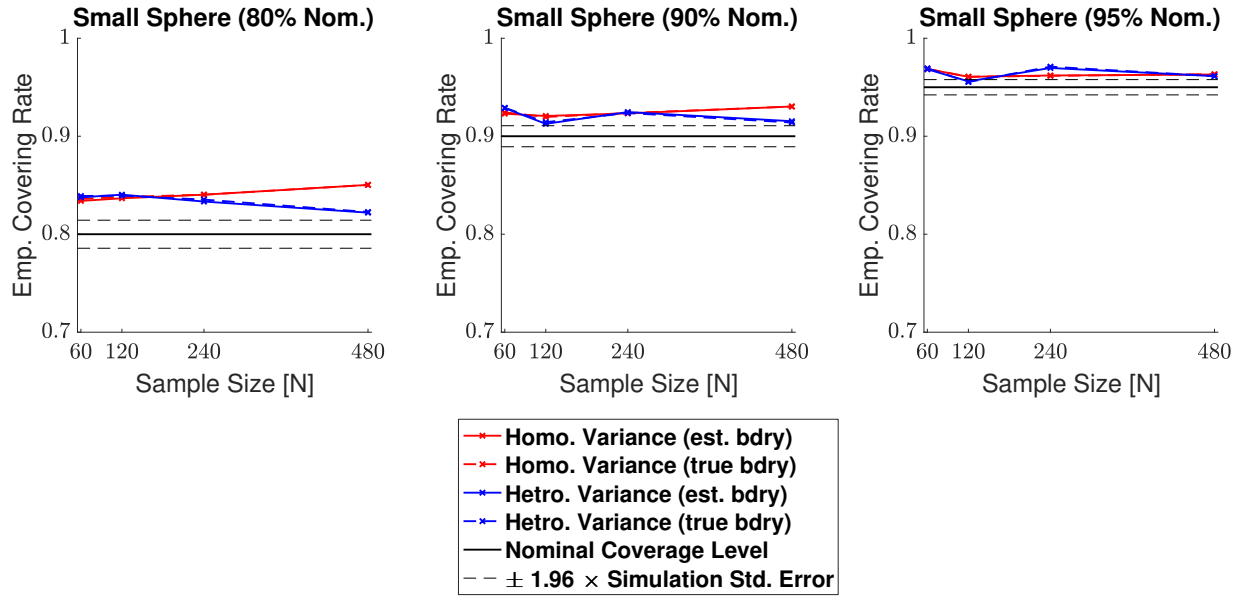 Small Sphere (80% Nom.)
1
0.9
0.8
0.7
60 120 240 480
Emp. Covering Rate
Sample Size [N]
Small Sphere (90% Nom.)
1
0.9
0.8
0.7
60 120 240 480
Emp. Covering Rate
Sample Size [N]
Small Sphere (95% Nom.)
1
0.9
0.8
0.7
60 120 240 480
Emp. Covering Rate
Sample Size [N]
Homo. Variance (est. bdry)
Homo. Variance (true bdry)
Hetro. Variance (est. bdry)
Hetro. Variance (true bdry)
Nominal Coverage Level
± 1.96 × Simulation Std. Error